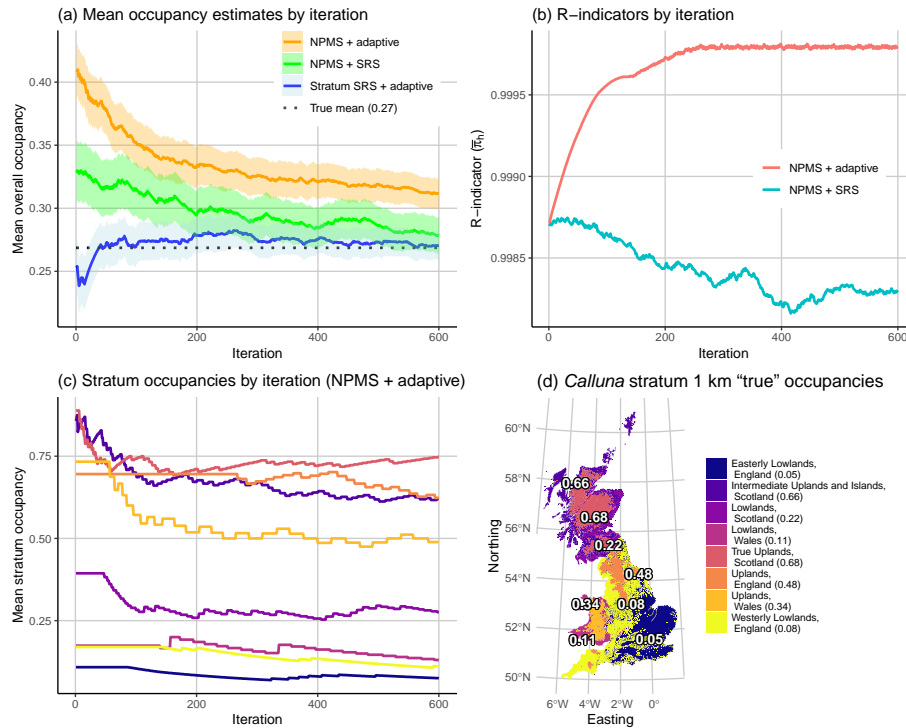 (a) Mean occupancy estimates by iteration
NPMS + adaptive
NPMS + SRS
Stratum SRS + adaptive
True mean (0.27)
0.40
0.35
0.30
0.25
Mean overall occupancy
0 200 400 600
Iteration
(b) R−indicators by iteration
0.9995
0.9990
0.9985
R−indicator (π̅ₕ)
NPMS + adaptive
NPMS + SRS
0 200 400 600
Iteration
(c) Stratum occupancies by iteration (NPMS + adaptive)
0.75
0.50
0.25
Mean stratum occupancy
0 200 400 600
Iteration
(d) Calluna stratum 1 km “true” occupancies
60°N
58°N
56°N
54°N
52°N
50°N
Northing
0.66
0.68
0.22
0.48
0.34
0.08
0.11
0.05
6°W 4°W 2°W 0°
Easting
Easterly Lowlands,
England (0.05)
Intermediate Uplands and Islands,
Scotland (0.66)
Lowlands,
Scotland (0.22)
Lowlands,
Wales (0.11)
True Uplands,
Scotland (0.68)
Uplands,
England (0.48)
Uplands,
Wales (0.34)
Westerly Lowlands,
England (0.08)